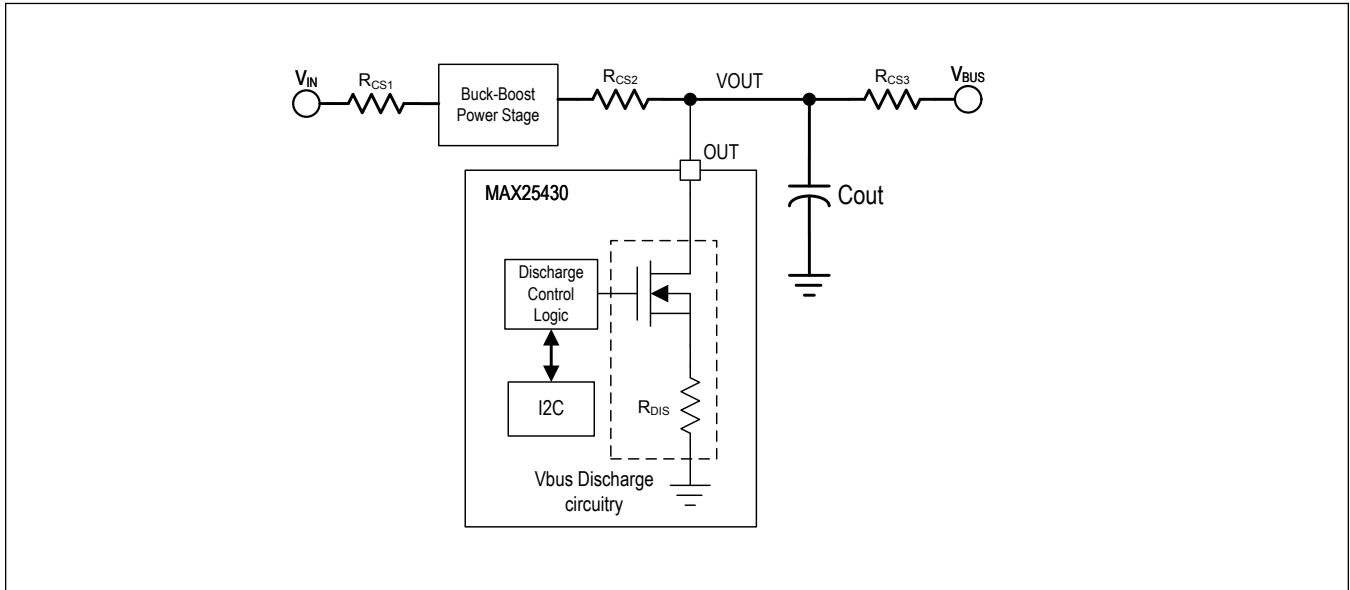 VIN
RCS1
Buck-Boost
Power Stage
RCS2
VOUT
RCS3
VBUS
OUT
MAX25430
Cout
Discharge
Control
Logic
I2C
RDIS
Vbus Discharge
circuitry